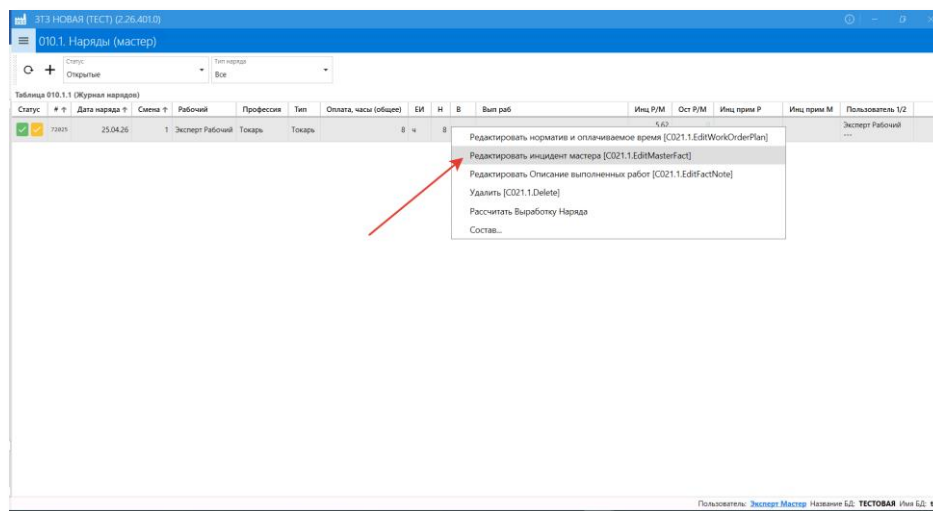 ЗТЗ НОВАЯ (ТЕСТ) (2.26.401.0)
010.1. Наряды (мастер)
Статус
Открытые
Тип наряда
Все
Таблица 010.1.1 (Журнал нарядов)
Статус # ↑ Дата наряда ↑ Смена ↑ Рабочий Профессия Тип Оплата, часы (общее) ЕИ Н В Вып раб Инц Р/М Ост Р/М Инц прим Р Инц прим М Пользователь 1/2
72025 25.04.26 1 Эксперт Рабочий Токарь Токарь 8 ч 8 5.62 Эксперт Рабочий
---
Редактировать норматив и оплачиваемое время [C021.1.EditWorkOrderPlan]
Редактировать инцидент мастера [C021.1.EditMasterFact]
Редактировать Описание выполненных работ [C021.1.EditFactNote]
Удалить [C021.1.Delete]
Рассчитать Выработку Наряда
Состав...
Пользователь: Эксперт Мастер Название БД: ТЕСТОВАЯ Имя БД: t